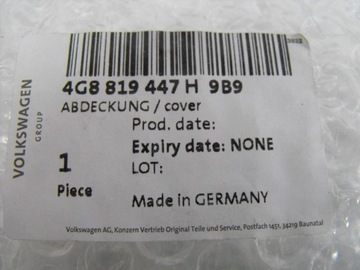 4G8 819 447 H 9B9
ABDECKUNG / cover
Prod. date:
Expiry date: NONE
1
LOT:
Piece
Made in GERMANY
VOLKSWAGEN
GROUP
Volkswagen AG, Konzern Vertrieb Original Teile und Service, Postfach 1451, 34219 Baunatal